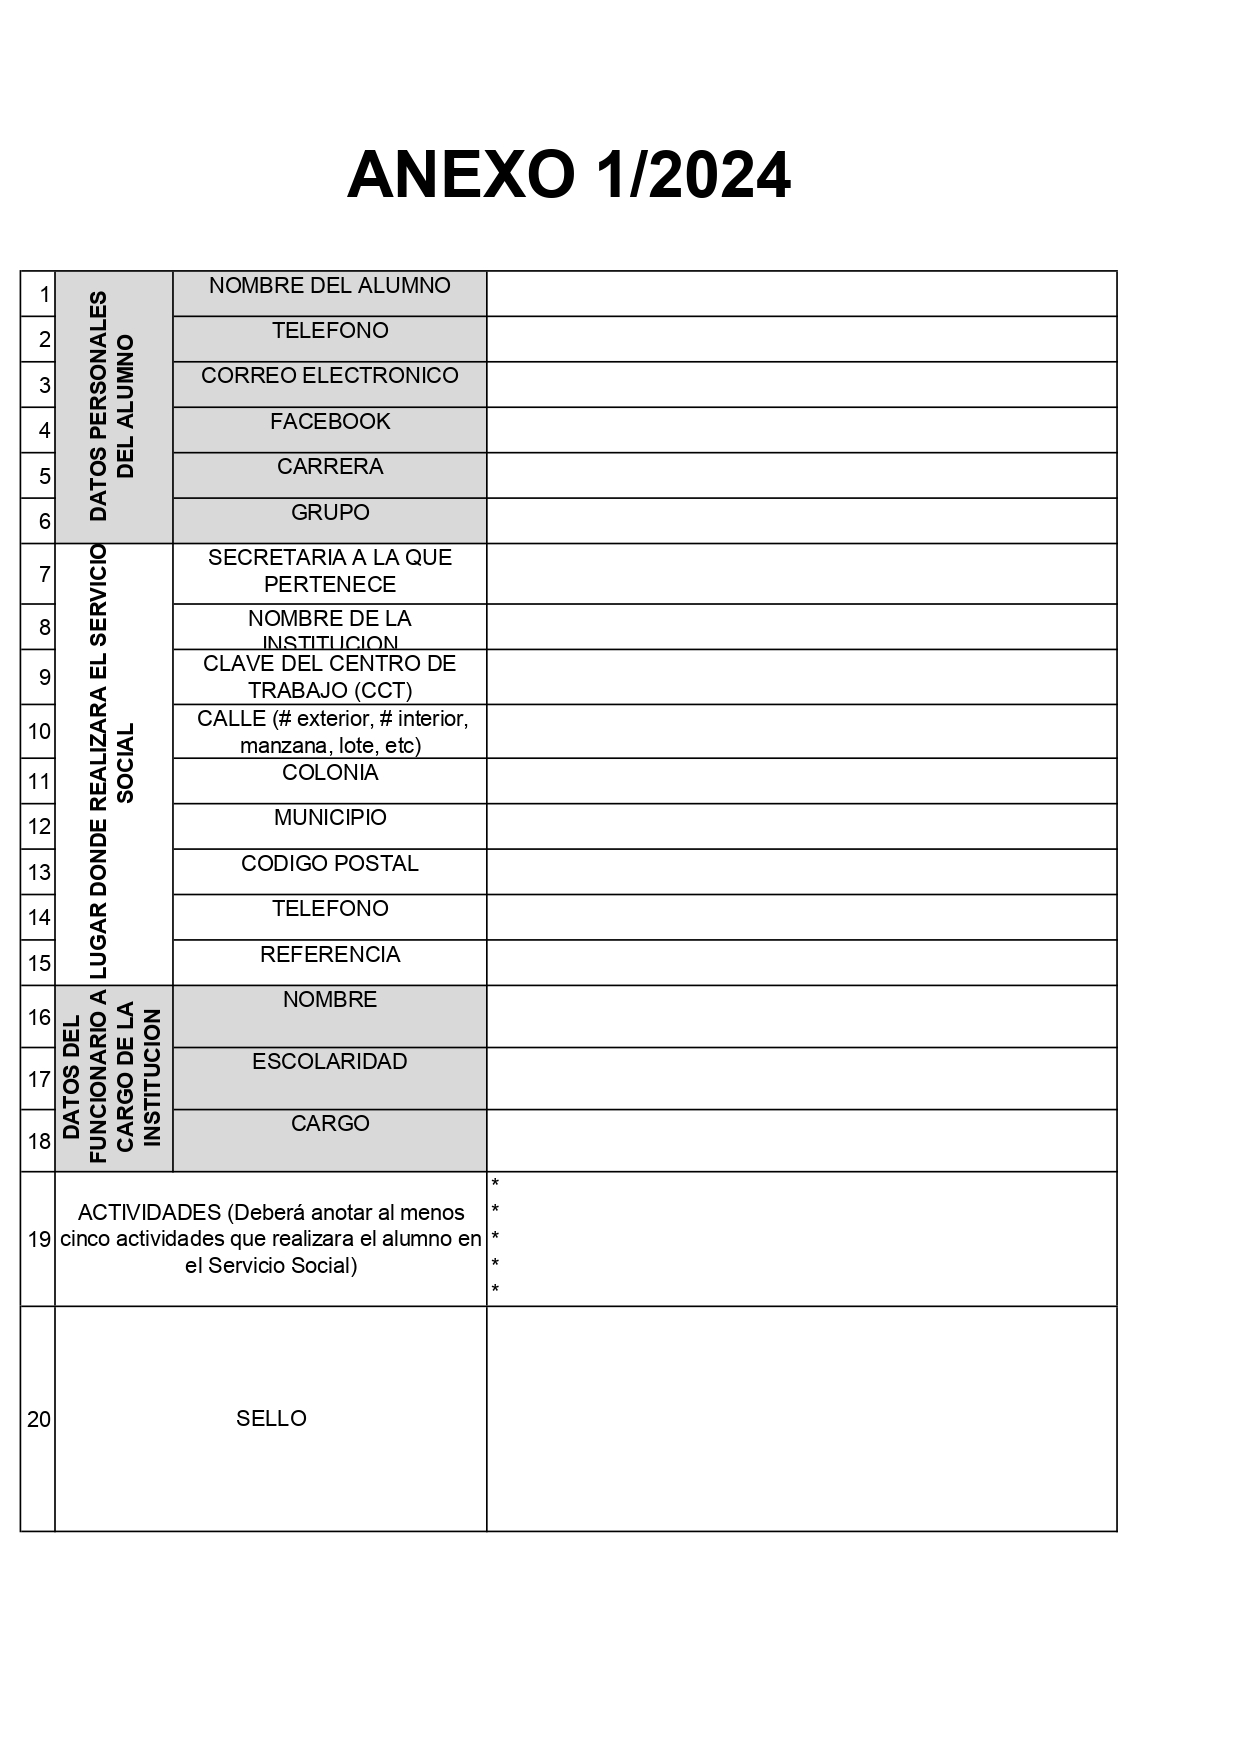 ANEXO 1/2024
DATOS PERSONALES
DEL ALUMNO
1
NOMBRE DEL ALUMNO
2
TELEFONO
3
CORREO ELECTRONICO
4
FACEBOOK
5
CARRERA
6
GRUPO
LUGAR DONDE REALIZARA EL SERVICIO
SOCIAL
7
SECRETARIA A LA QUE
PERTENECE
8
NOMBRE DE LA
INSTITUCION
9
CLAVE DEL CENTRO DE
TRABAJO (CCT)
10
CALLE (# exterior, # interior,
manzana, lote, etc)
11
COLONIA
12
MUNICIPIO
13
CODIGO POSTAL
14
TELEFONO
15
REFERENCIA
DATOS DEL
FUNCIONARIO A
CARGO DE LA
INSTITUCION
16
NOMBRE
17
ESCOLARIDAD
18
CARGO
19
ACTIVIDADES (Deberá anotar al menos
cinco actividades que realizara el alumno en
el Servicio Social)
*
*
*
*
*
20
SELLO